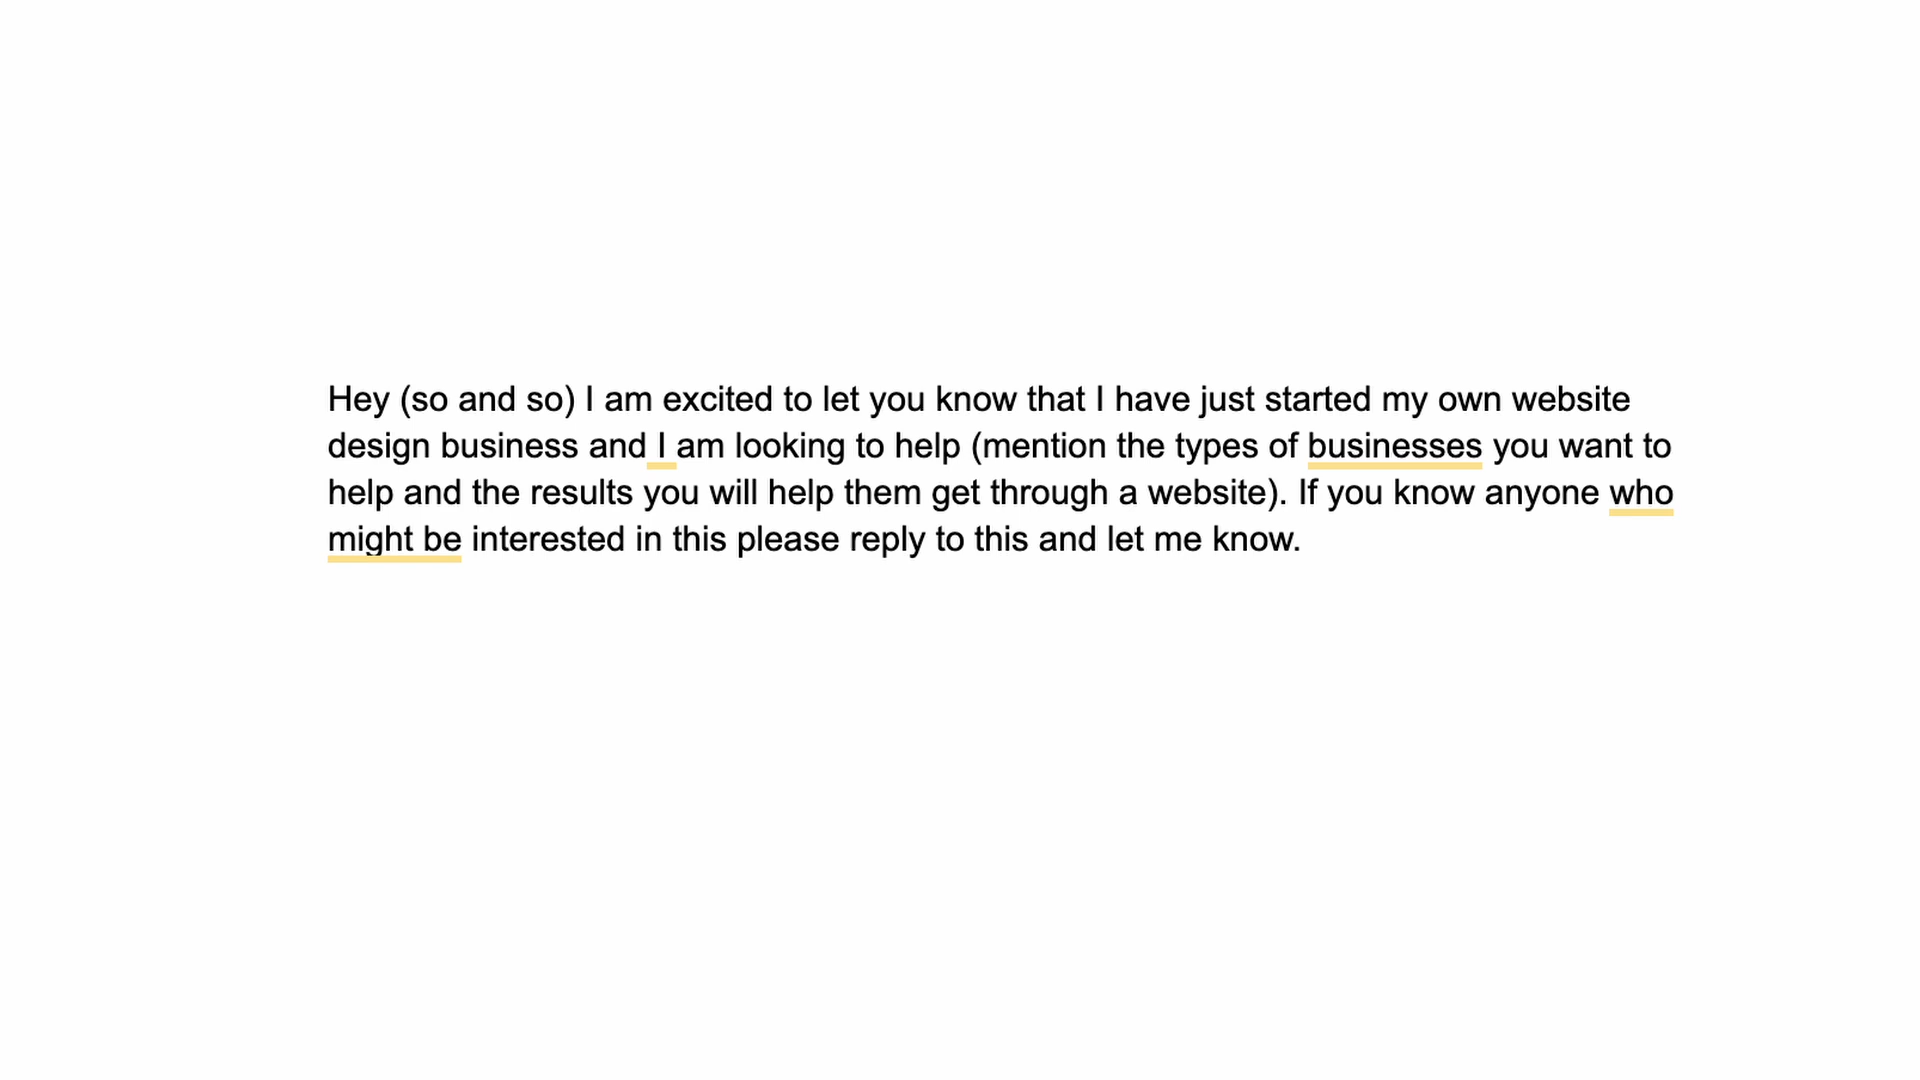 Hey (so and so) I am excited to let you know that I have just started my own website
design business and I am looking to help (mention the types of businesses you want to
help and the results you will help them get through a website). If you know anyone who
might be interested in this please reply to this and let me know.